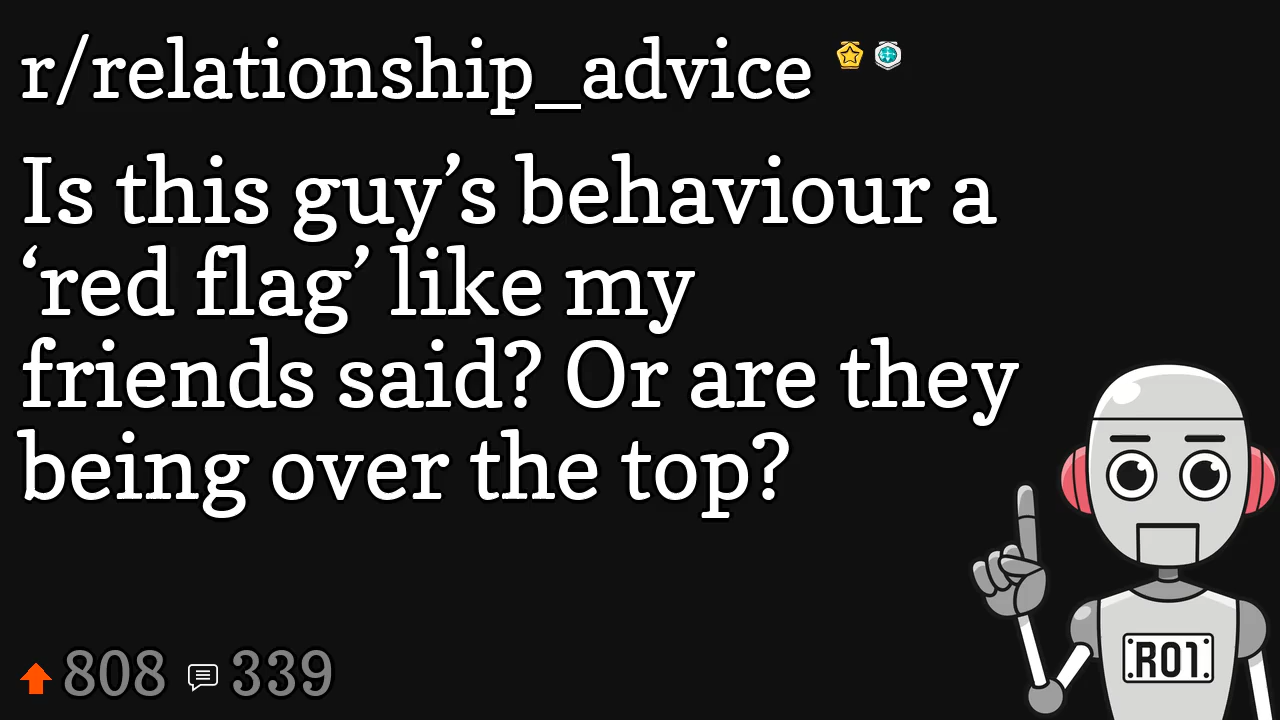 r/relationship_advice
Is this guy’s behaviour a
‘red flag’ like my
friends said? Or are they
being over the top?
808 339
R01